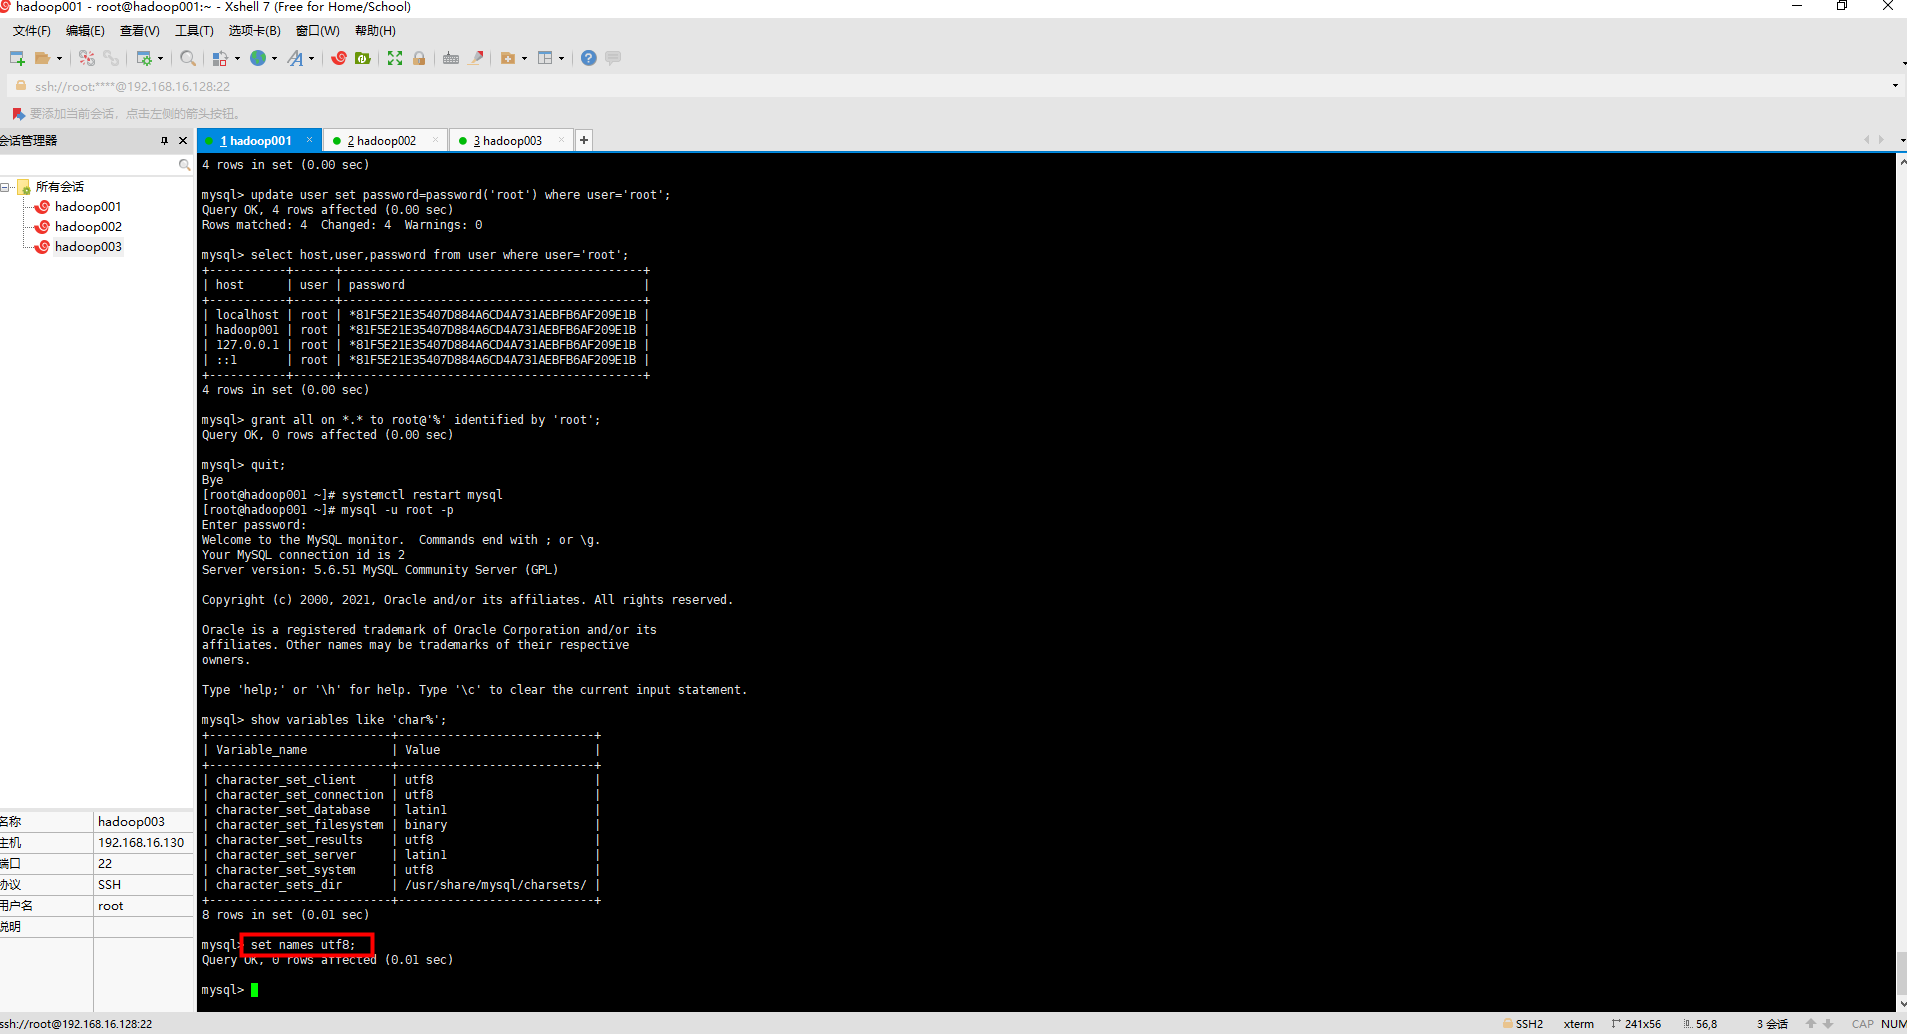 hadoop001 - root@hadoop001:~ - Xshell 7 (Free for Home/School)
文件(F) 编辑(E) 查看(V) 工具(T) 选项卡(B) 窗口(W) 帮助(H)
ssh://root:****@192.168.16.128:22
要添加当前会话，点击左侧的箭头按钮。
会话管理器
1 hadoop001 × 2 hadoop002 × 3 hadoop003 × +
所有会话
hadoop001
hadoop002
hadoop003
名称 hadoop003
主机 192.168.16.130
端口 22
协议 SSH
用户名 root
说明
4 rows in set (0.00 sec)
mysql> update user set password=password('root') where user='root';
Query OK, 4 rows affected (0.00 sec)
Rows matched: 4  Changed: 4  Warnings: 0
mysql> select host,user,password from user where user='root';
+-----------+------+-------------------------------------------+
| host      | user | password                                  |
+-----------+------+-------------------------------------------+
| localhost | root | *81F5E21E35407D884A6CD4A731AEBFB6AF209E1B |
| hadoop001 | root | *81F5E21E35407D884A6CD4A731AEBFB6AF209E1B |
| 127.0.0.1 | root | *81F5E21E35407D884A6CD4A731AEBFB6AF209E1B |
| ::1       | root | *81F5E21E35407D884A6CD4A731AEBFB6AF209E1B |
+-----------+------+-------------------------------------------+
4 rows in set (0.00 sec)
mysql> grant all on *.* to root@'%' identified by 'root';
Query OK, 0 rows affected (0.00 sec)
mysql> quit;
Bye
[root@hadoop001 ~]# systemctl restart mysql
[root@hadoop001 ~]# mysql -u root -p
Enter password:
Welcome to the MySQL monitor.  Commands end with ; or \g.
Your MySQL connection id is 2
Server version: 5.6.51 MySQL Community Server (GPL)
Copyright (c) 2000, 2021, Oracle and/or its affiliates. All rights reserved.
Oracle is a registered trademark of Oracle Corporation and/or its
affiliates. Other names may be trademarks of their respective
owners.
Type 'help;' or '\h' for help. Type '\c' to clear the current input statement.
mysql> show variables like 'char%';
+--------------------------+----------------------------+
| Variable_name            | Value                      |
+--------------------------+----------------------------+
| character_set_client     | utf8                       |
| character_set_connection | utf8                       |
| character_set_database   | latin1                     |
| character_set_filesystem | binary                     |
| character_set_results    | utf8                       |
| character_set_server     | latin1                     |
| character_set_system     | utf8                       |
| character_sets_dir       | /usr/share/mysql/charsets/ |
+--------------------------+----------------------------+
8 rows in set (0.01 sec)
mysql> set names utf8;
Query OK, 0 rows affected (0.01 sec)
mysql>
ssh://root@192.168.16.128:22 SSH2 xterm 241x56 56,8 3 会话 CAP NUM